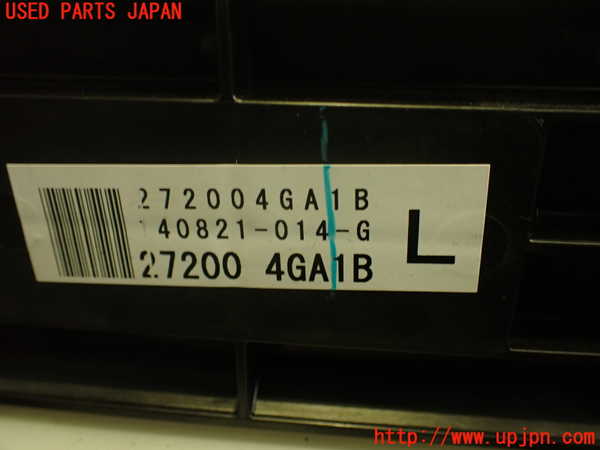 USED PARTS JAPAN
272004GA1B
140821-014-G
L
27200 4GA1B
http://www.upjpn.com/